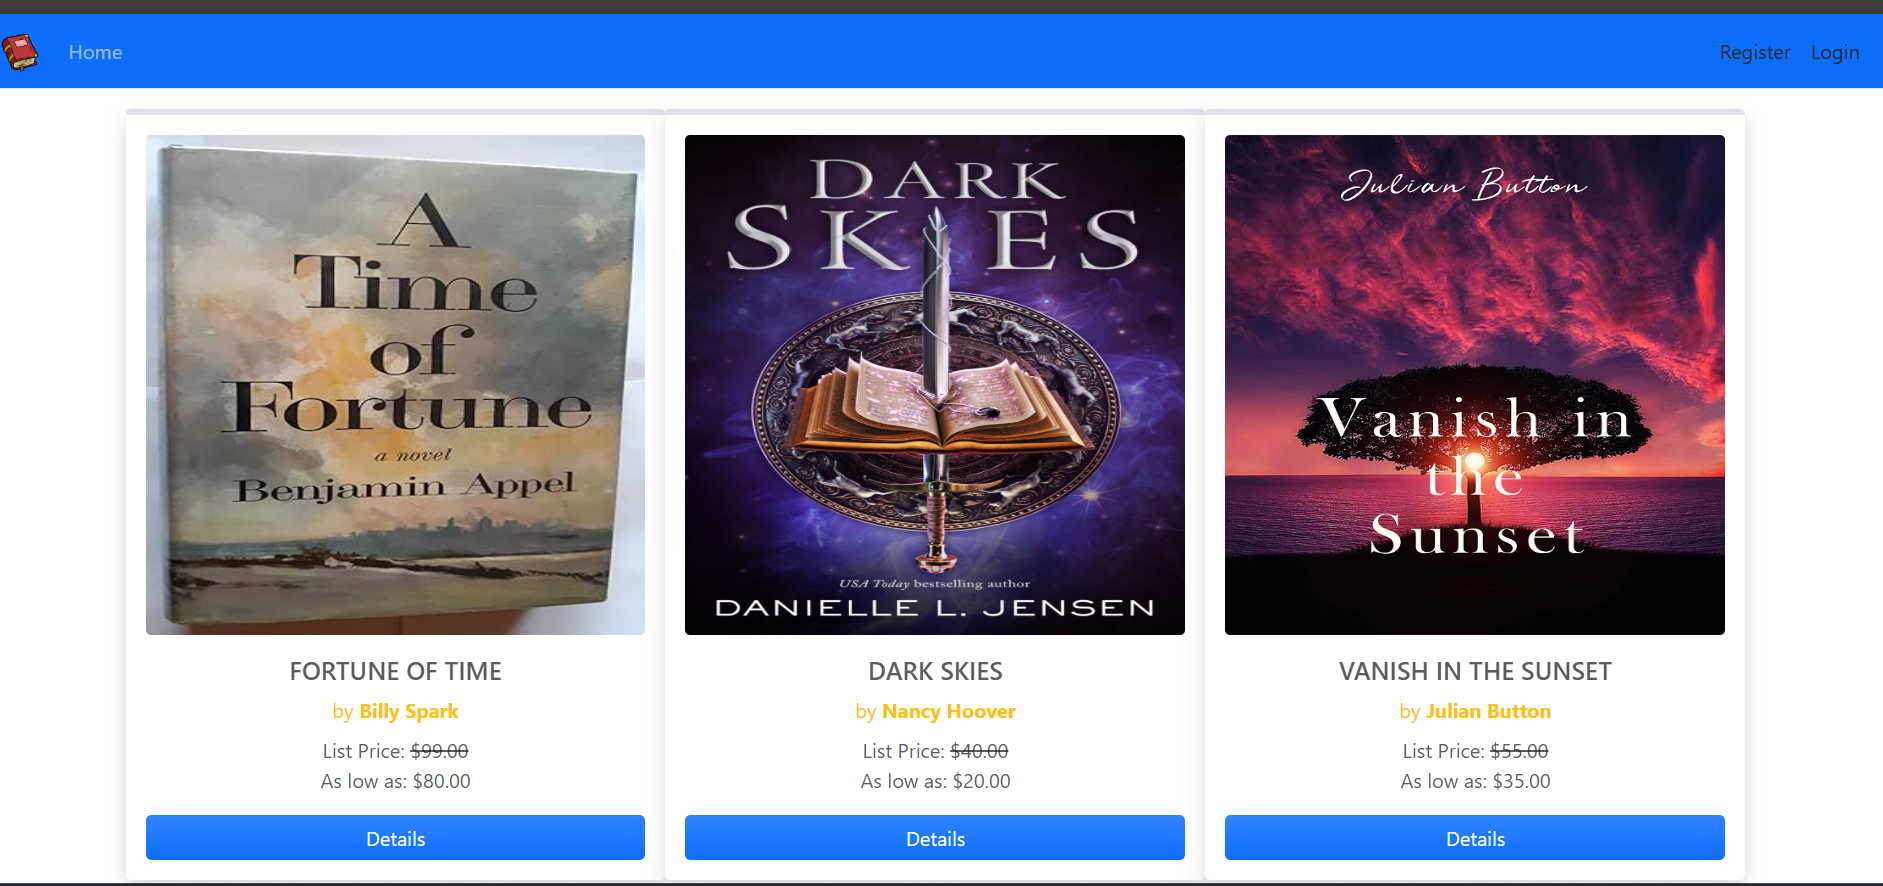 Home
Register
Login
A
Time
of
Fortune
a novel
Benjamin Appel
DARK
SKIES
USA Today bestselling author
DANIELLE L. JENSEN
Julian Button
Vanish in
the
Sunset
FORTUNE OF TIME
by Billy Spark
List Price: $99.00
As low as: $80.00
Details
DARK SKIES
by Nancy Hoover
List Price: $40.00
As low as: $20.00
Details
VANISH IN THE SUNSET
by Julian Button
List Price: $55.00
As low as: $35.00
Details